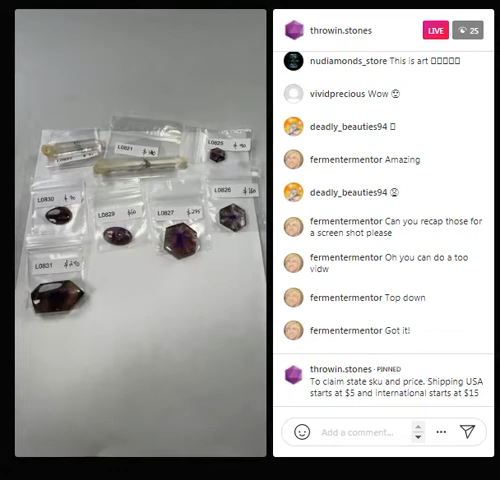 throwin.stones
LIVE
25
nudiamonds_store This is art
vividprecious Wow
deadly_beauties94
fermentermentor Amazing
deadly_beauties94
fermentermentor Can you recap those for
a screen shot please
fermentermentor Oh you can do a too
vidw
fermentermentor Top down
fermentermentor Got it!
throwin.stones · PINNED
To claim state sku and price. Shipping USA
starts at $5 and international starts at $15
Add a comment...
L0821
L0825
L0830
L0829
L0827
L0826
L0831